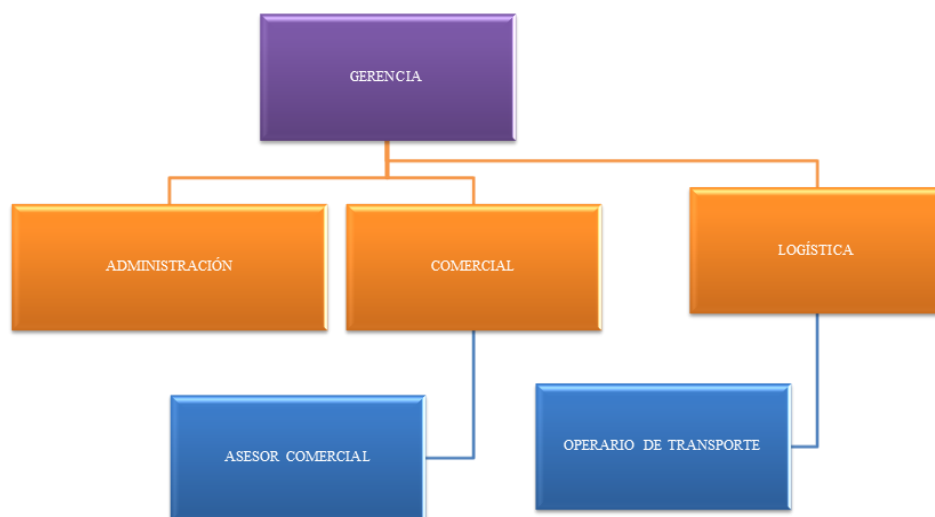 GERENCIA
ADMINISTRACIÓN
COMERCIAL
LOGÍSTICA
ASESOR COMERCIAL
OPERARIO DE TRANSPORTE